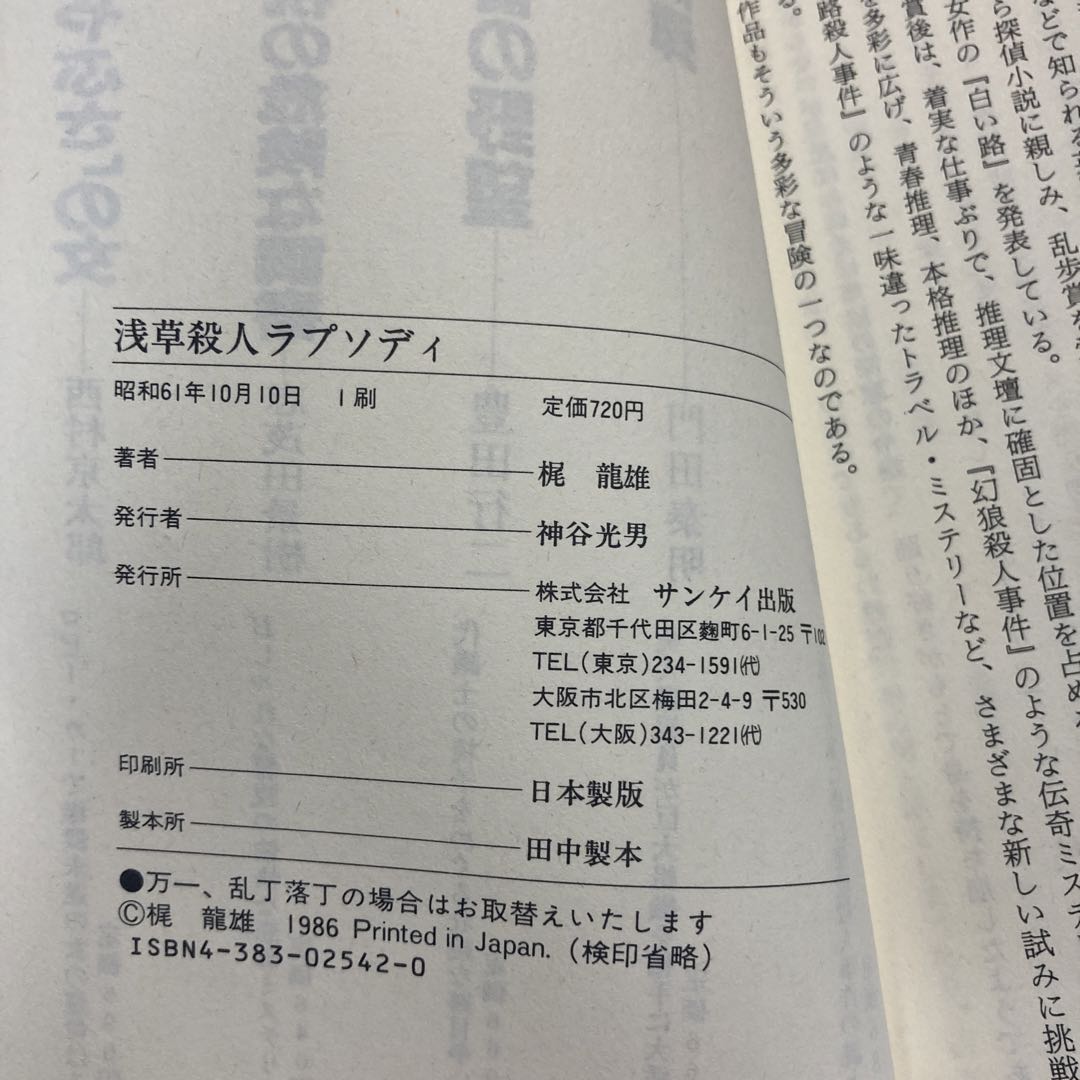 浅草殺人ラプソディ
昭和61年10月10日 1刷 定価720円
著者 梶 龍雄
発行者 神谷光男
発行所 株式会社 サンケイ出版
東京都千代田区麴町6-1-25 〒102
TEL(東京)234-1591㈹
大阪市北区梅田2-4-9 〒530
TEL(大阪)343-1221㈹
印刷所 日本製版
製本所 田中製本
●万一、乱丁落丁の場合はお取替えいたします
©梶 龍雄 1986 Printed in Japan.(検印省略)
ISBN4-383-02542-0
などで知られる
ら探偵小説に親しみ、乱歩賞を
女作の『白い路』を発表している。
賞後は、着実な仕事ぶりで、推理文壇に確固とした位置を占める
を多彩に広げ、青春推理、本格推理のほか、『幻狼殺人事件』のような伝奇ミステ
路殺人事件』のような一味違ったトラベル・ミステリーなど、さまざまな新しい試みに挑戦
作品もそういう多彩な冒険の一つなのである。
る。